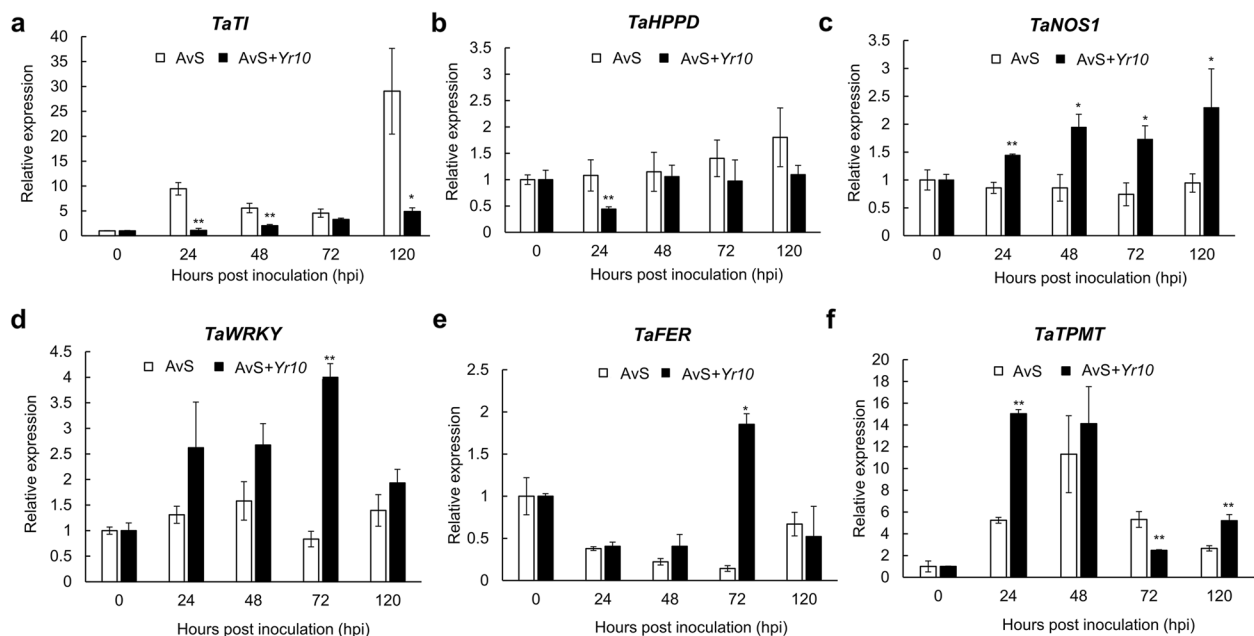 a
TaTI
AvS AvS+Yr10
Relative expression
40
35
30
25
20
15
10
5
0
** ** *
0 24 48 72 120
Hours post inoculation (hpi)
b
TaHPPD
AvS AvS+Yr10
Relative expression
3.5
3
2.5
2
1.5
1
0.5
0
**
0 24 48 72 120
Hours post inoculation (hpi)
c
TaNOS1
AvS AvS+Yr10
Relative expression
3.5
3
2.5
2
1.5
1
0.5
0
** * * *
0 24 48 72 120
Hours post inoculation (hpi)
d
TaWRKY
AvS AvS+Yr10
Relative expression
4.5
4
3.5
3
2.5
2
1.5
1
0.5
0
**
0 24 48 72 120
Hours post inoculation (hpi)
e
TaFER
AvS AvS+Yr10
Relative expression
2.5
2
1.5
1
0.5
0
*
0 24 48 72 120
Hours post inoculation (hpi)
f
TaTPMT
AvS AvS+Yr10
Relative expression
20
18
16
14
12
10
8
6
4
2
0
** ** **
0 24 48 72 120
Hours post inoculation (hpi)